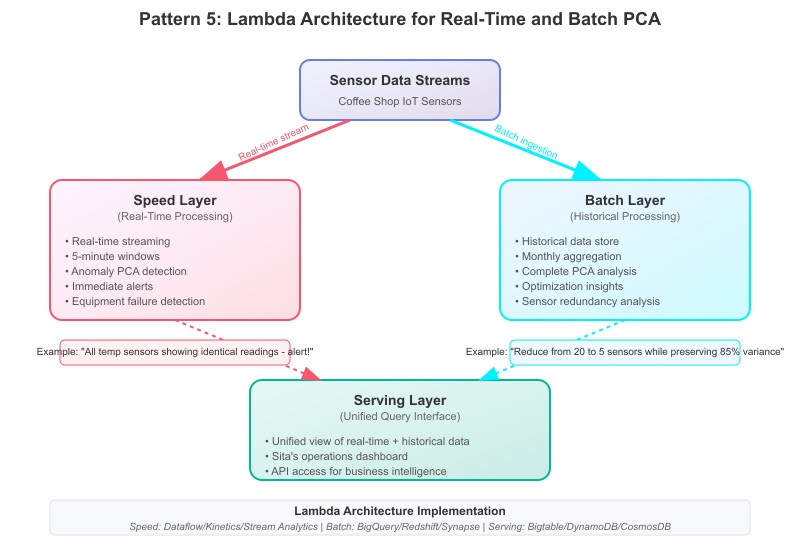 Pattern 5: Lambda Architecture for Real-Time and Batch PCA
Sensor Data Streams
Coffee Shop IoT Sensors
Real-time stream
Batch ingestion
Speed Layer
(Real-Time Processing)
• Real-time streaming
• 5-minute windows
• Anomaly PCA detection
• Immediate alerts
• Equipment failure detection
Batch Layer
(Historical Processing)
• Historical data store
• Monthly aggregation
• Complete PCA analysis
• Optimization insights
• Sensor redundancy analysis
Example: "All temp sensors showing identical readings - alert!"
Example: "Reduce from 20 to 5 sensors while preserving 85% variance"
Serving Layer
(Unified Query Interface)
• Unified view of real-time + historical data
• Sita's operations dashboard
• API access for business intelligence
Lambda Architecture Implementation
Speed: Dataflow/Kinetics/Stream Analytics | Batch: BigQuery/Redshift/Synapse | Serving: Bigtable/DynamoDB/CosmosDB